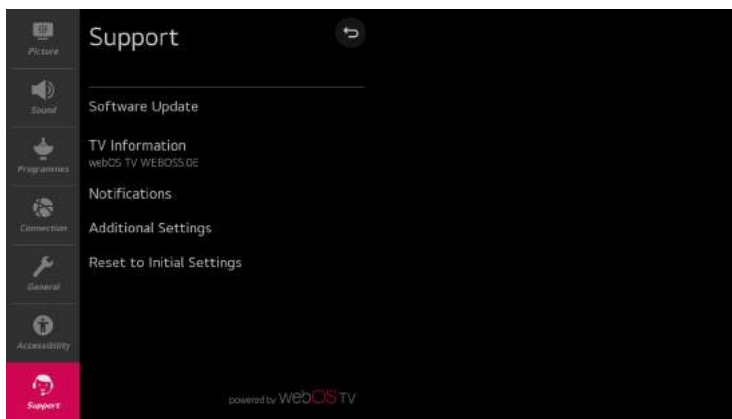 Picture
Sound
Programmes
Connection
General
Accessibility
Support
Support
Software Update
TV Information
webOS TV WEBOS5.0E
Notifications
Additional Settings
Reset to Initial Settings
powered by webOS TV